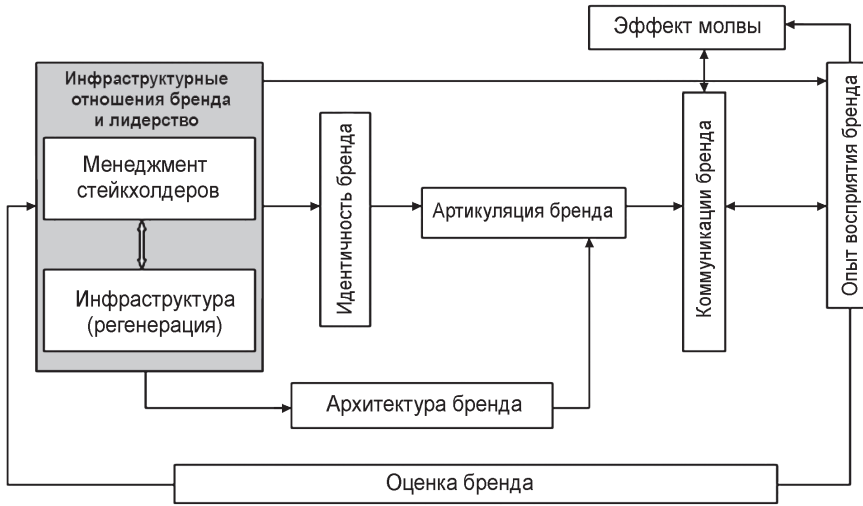 Эффект молвы
Инфраструктурные
отношения бренда
и лидерство
Менеджмент
стейкхолдеров
Инфраструктура
(регенерация)
Идентичность бренда
Артикуляция бренда
Коммуникации бренда
Опыт восприятия бренда
Архитектура бренда
Оценка бренда